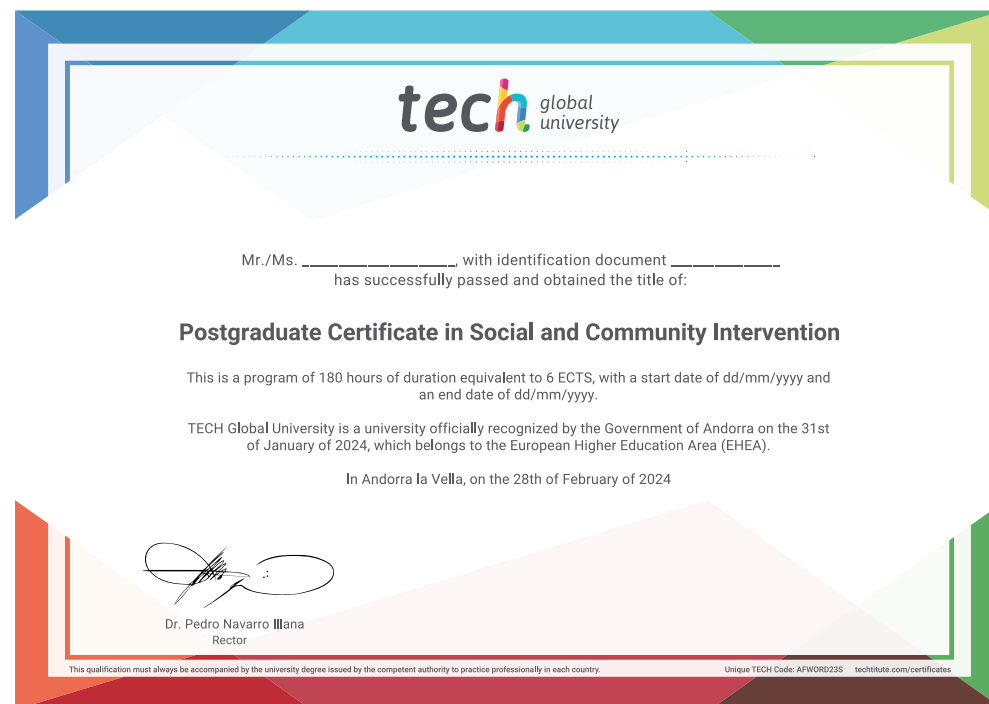 tech global university
Mr./Ms. __________________, with identification document _____________
has successfully passed and obtained the title of:
Postgraduate Certificate in Social and Community Intervention
This is a program of 180 hours of duration equivalent to 6 ECTS, with a start date of dd/mm/yyyy and
an end date of dd/mm/yyyy.
TECH Global University is a university officially recognized by the Government of Andorra on the 31st
of January of 2024, which belongs to the European Higher Education Area (EHEA).
In Andorra la Vella, on the 28th of February of 2024
Dr. Pedro Navarro Illana
Rector
This qualification must always be accompanied by the university degree issued by the competent authority to practice professionally in each country. Unique TECH Code: AFWORD23S techtitute.com/certificates